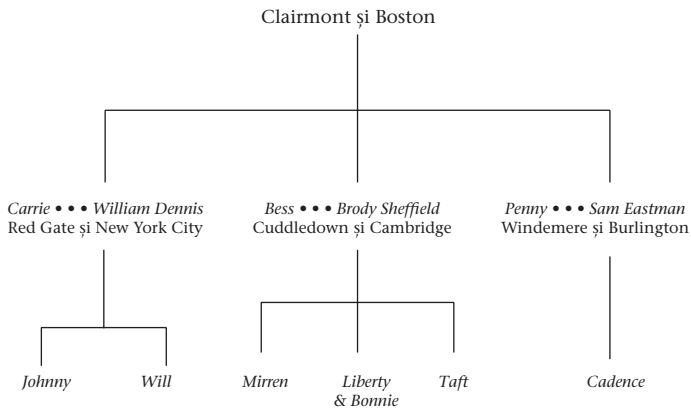 Clairmont și Boston
Carrie • • • William Dennis
Red Gate și New York City
Bess • • • Brody Sheffield
Cuddledown și Cambridge
Penny • • • Sam Eastman
Windemere și Burlington
Johnny
Will
Mirren
Liberty
& Bonnie
Taft
Cadence